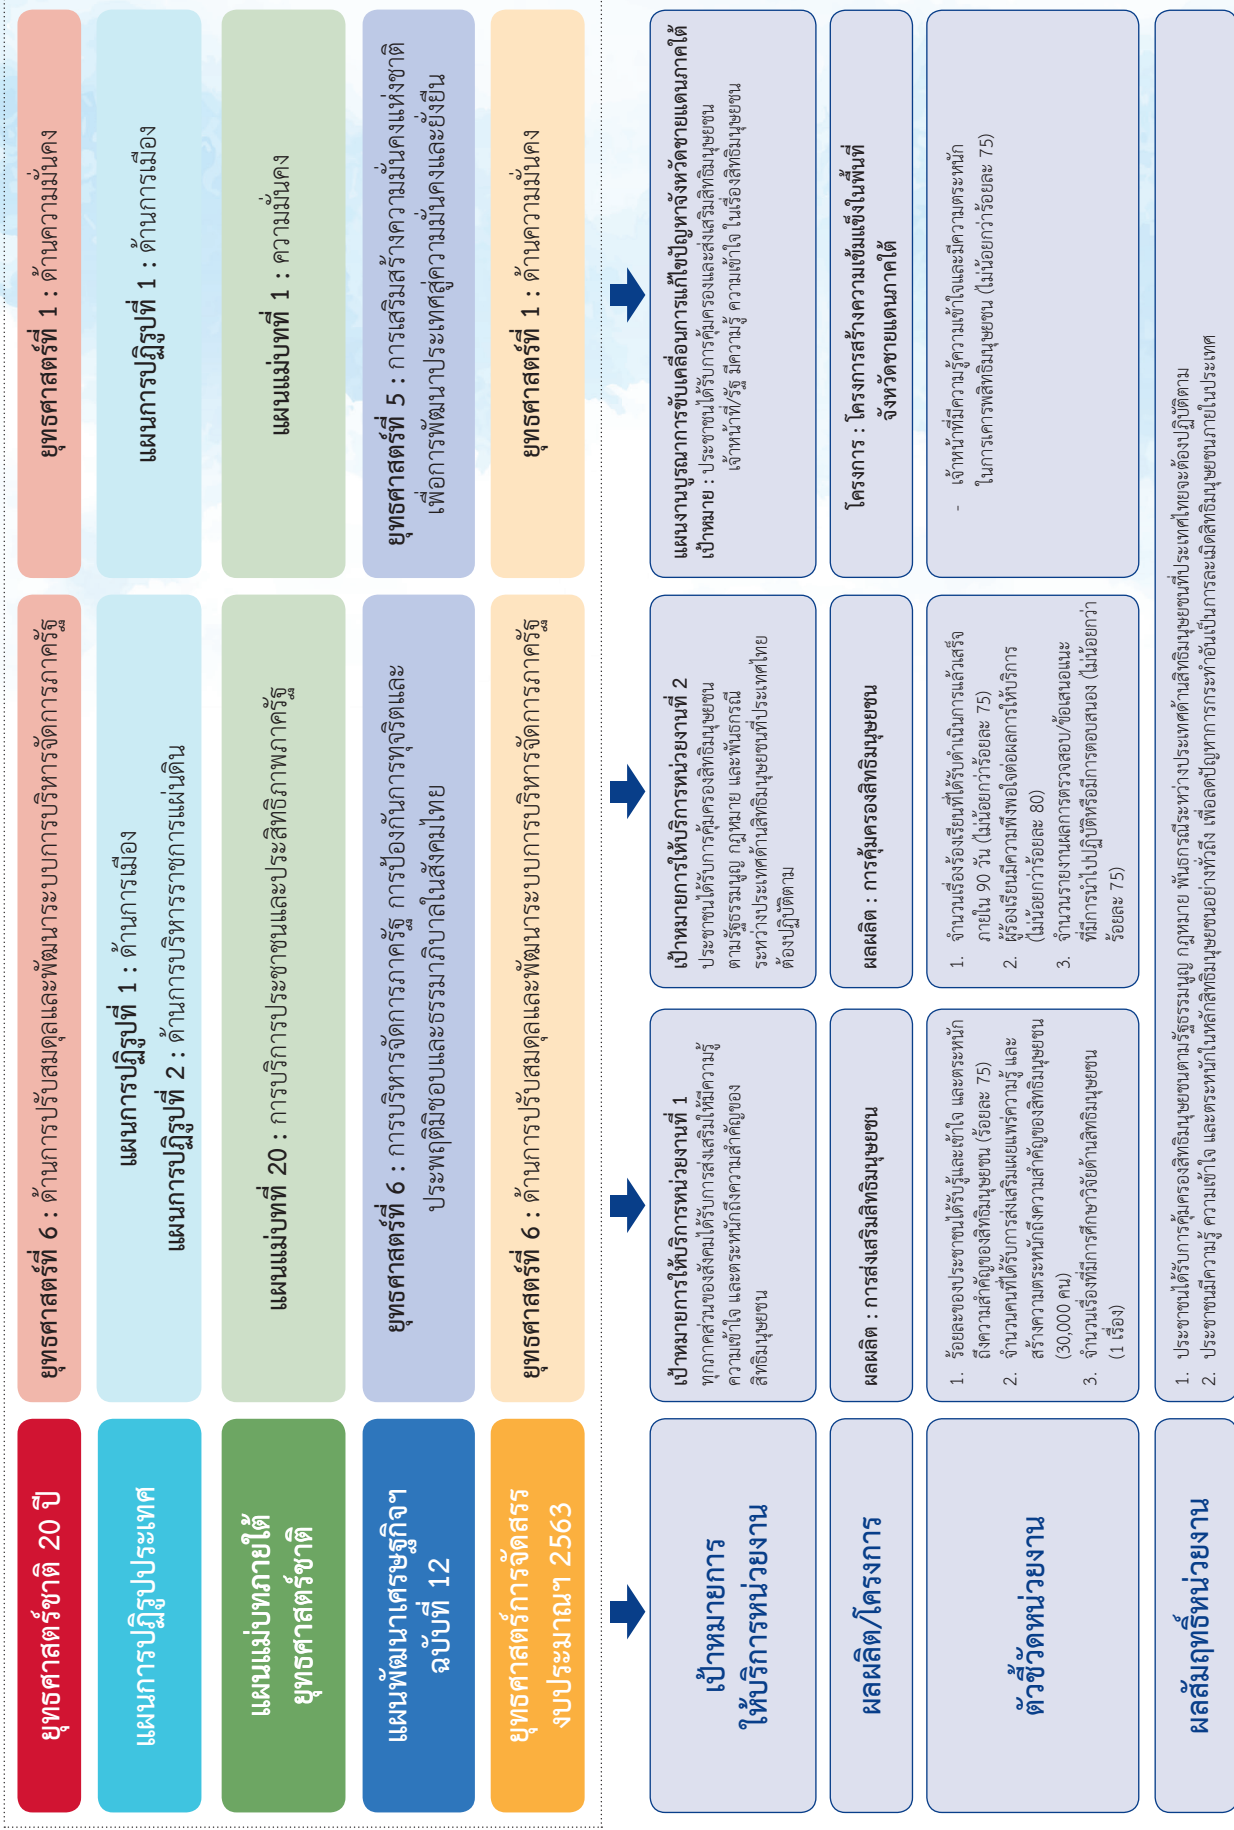 ยุทธศาสตร์ชาติ 20 ปี
ยุทธศาสตร์ที่ 6 : ด้านการปรับสมดุลและพัฒนาระบบการบริหารจัดการภาครัฐ
ยุทธศาสตร์ที่ 1 : ด้านความมั่นคง
แผนการปฏิรูปประเทศ
แผนการปฏิรูปที่ 1 : ด้านการเมือง
แผนการปฏิรูปที่ 2 : ด้านการบริหารราชการแผ่นดิน
แผนการปฏิรูปที่ 1 : ด้านการเมือง
แผนแม่บทภายใต้
ยุทธศาสตร์ชาติ
แผนแม่บทที่ 20 : การบริการประชาชนและประสิทธิภาพภาครัฐ
แผนแม่บทที่ 1 : ความมั่นคง
แผนพัฒนาเศรษฐกิจฯ
ฉบับที่ 12
ยุทธศาสตร์ที่ 6 : การบริหารจัดการภาครัฐ การป้องกันการทุจริตและ
ประพฤติมิชอบและธรรมาภิบาลในสังคมไทย
ยุทธศาสตร์ที่ 5 : การเสริมสร้างความมั่นคงแห่งชาติ
เพื่อการพัฒนาประเทศสู่ความมั่นคงและยั่งยืน
ยุทธศาสตร์การจัดสรร
งบประมาณฯ 2563
ยุทธศาสตร์ที่ 6 : ด้านการปรับสมดุลและพัฒนาระบบการบริหารจัดการภาครัฐ
ยุทธศาสตร์ที่ 1 : ด้านความมั่นคง
เป้าหมายการ
ให้บริการหน่วยงาน
เป้าหมายการให้บริการหน่วยงานที่ 1
ทุกภาคส่วนของสังคมได้รับการส่งเสริมให้มีความรู้
ความเข้าใจ และตระหนักถึงความสำคัญของ
สิทธิมนุษยชน
เป้าหมายการให้บริการหน่วยงานที่ 2
ประชาชนได้รับการคุ้มครองสิทธิมนุษยชน
ตามรัฐธรรมนูญ กฎหมาย และพันธกรณี
ระหว่างประเทศด้านสิทธิมนุษยชนที่ประเทศไทย
ต้องปฏิบัติตาม
แผนงานบูรณาการขับเคลื่อนการแก้ไขปัญหาจังหวัดชายแดนภาคใต้
เป้าหมาย : ประชาชนได้รับการคุ้มครองและส่งเสริมสิทธิมนุษยชน
เจ้าหน้าที่/รัฐ มีความรู้ ความเข้าใจ ในเรื่องสิทธิมนุษยชน
ผลผลิต/โครงการ
ผลผลิต : การส่งเสริมสิทธิมนุษยชน
ผลผลิต : การคุ้มครองสิทธิมนุษยชน
โครงการ : โครงการสร้างความเข้มแข็งในพื้นที่
จังหวัดชายแดนภาคใต้
ตัวชี้วัดหน่วยงาน
1. ร้อยละของประชาชนได้รับรู้และเข้าใจ และตระหนัก
ถึงความสำคัญของสิทธิมนุษยชน (ร้อยละ 75)
2. จำนวนคนที่ได้รับการส่งเสริมเผยแพร่ความรู้ และ
สร้างความตระหนักถึงความสำคัญของสิทธิมนุษยชน
(30,000 คน)
3. จำนวนเรื่องที่มีการศึกษาวิจัยด้านสิทธิมนุษยชน
(1 เรื่อง)
1. จำนวนเรื่องร้องเรียนที่ได้รับดำเนินการแล้วเสร็จ
ภายใน 90 วัน (ไม่น้อยกว่าร้อยละ 75)
2. ผู้ร้องเรียนมีความพึงพอใจต่อผลการให้บริการ
(ไม่น้อยกว่าร้อยละ 80)
3. จำนวนรายงานผลการตรวจสอบ/ข้อเสนอแนะ
ที่มีการนำไปปฏิบัติหรือมีการตอบสนอง (ไม่น้อยกว่า
ร้อยละ 75)
- เจ้าหน้าที่มีความรู้ความเข้าใจและมีความตระหนัก
ในการเคารพสิทธิมนุษยชน (ไม่น้อยกว่าร้อยละ 75)
ผลสัมฤทธิ์หน่วยงาน
1. ประชาชนได้รับการคุ้มครองสิทธิมนุษยชนตามรัฐธรรมนูญ กฎหมาย พันธกรณีระหว่างประเทศด้านสิทธิมนุษยชนที่ประเทศไทยจะต้องปฏิบัติตาม
2. ประชาชนมีความรู้ ความเข้าใจ และตระหนักในหลักสิทธิมนุษยชนอย่างทั่วถึง เพื่อลดปัญหาการกระทำอันเป็นการละเมิดสิทธิมนุษยชนภายในประเทศ